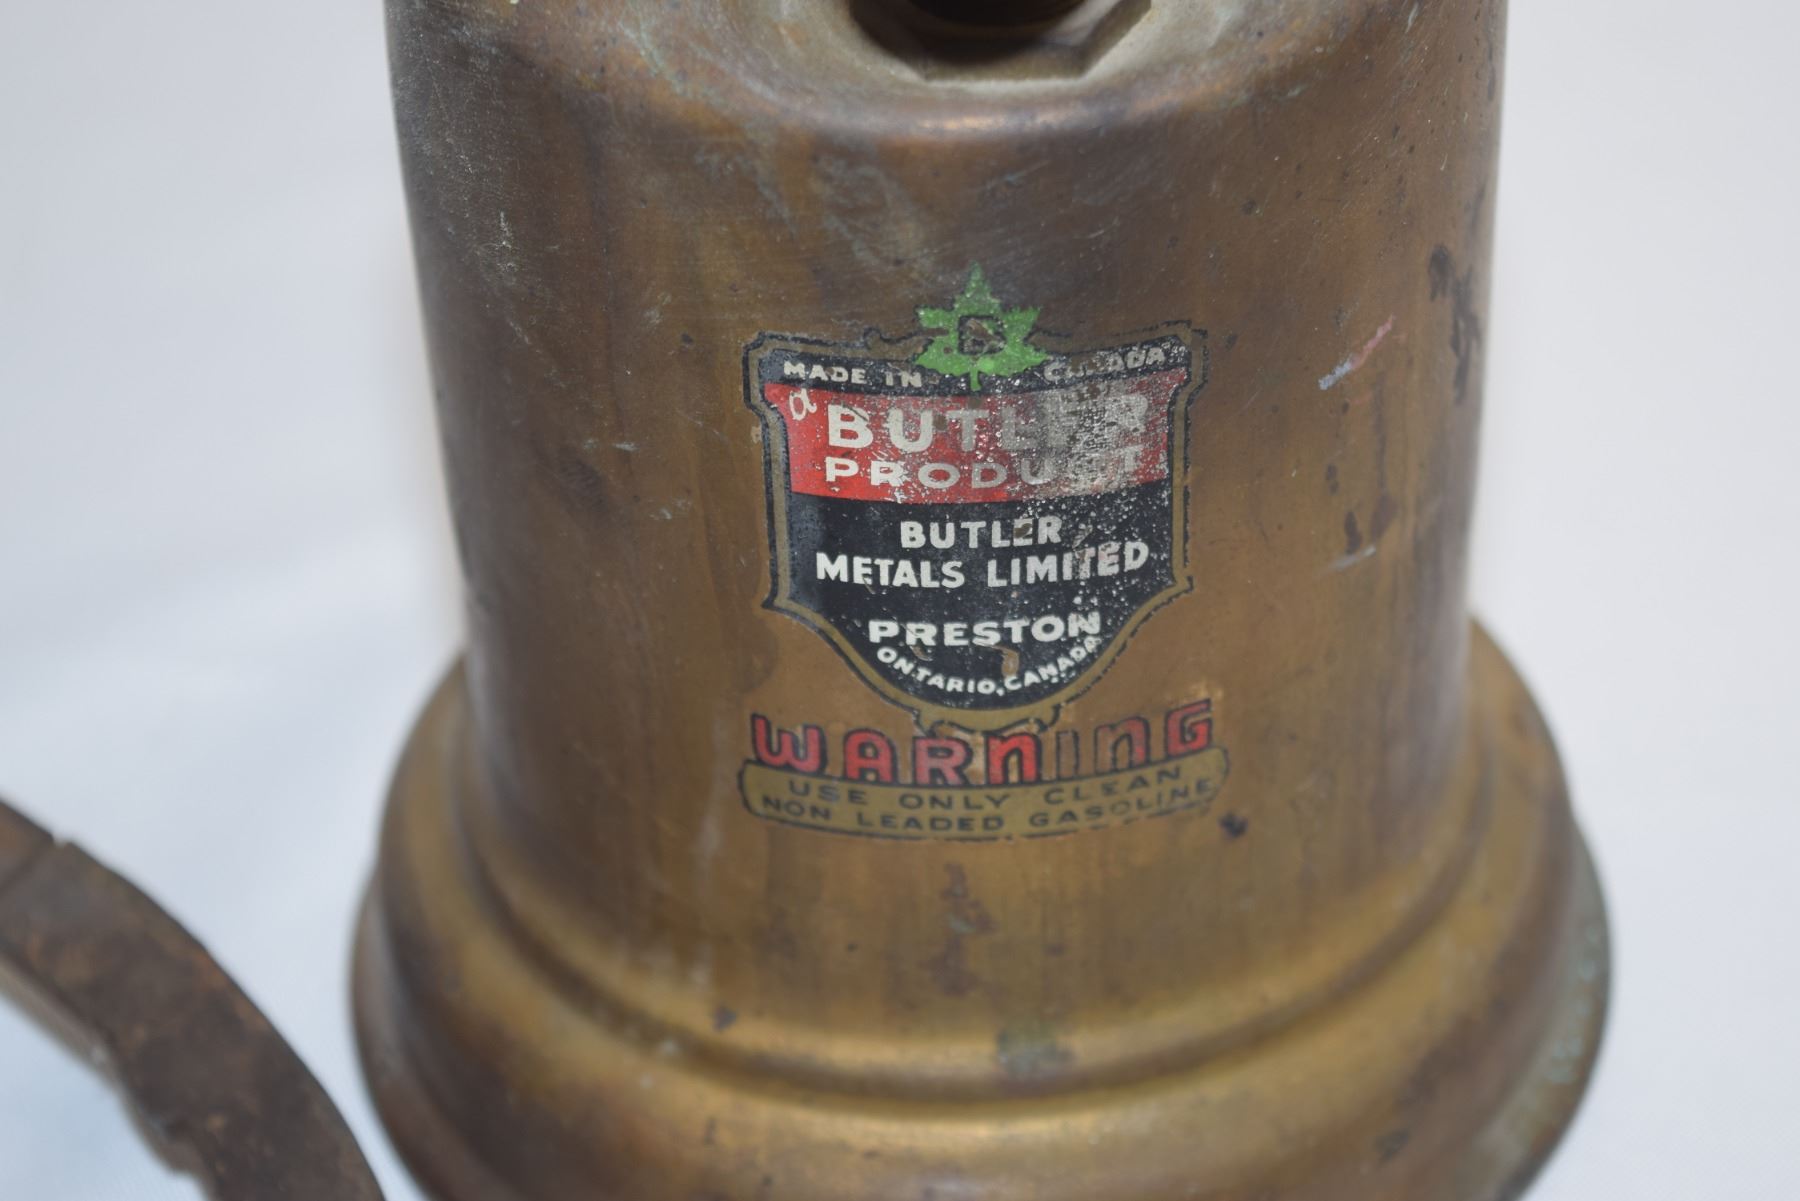 B
MADE IN CANADA
a
BUTLER
PRODUCT
BUTLER
METALS LIMITED
PRESTON
ONTARIO, CANADA
WARNING
USE ONLY CLEAN
NON LEADED GASOLINE